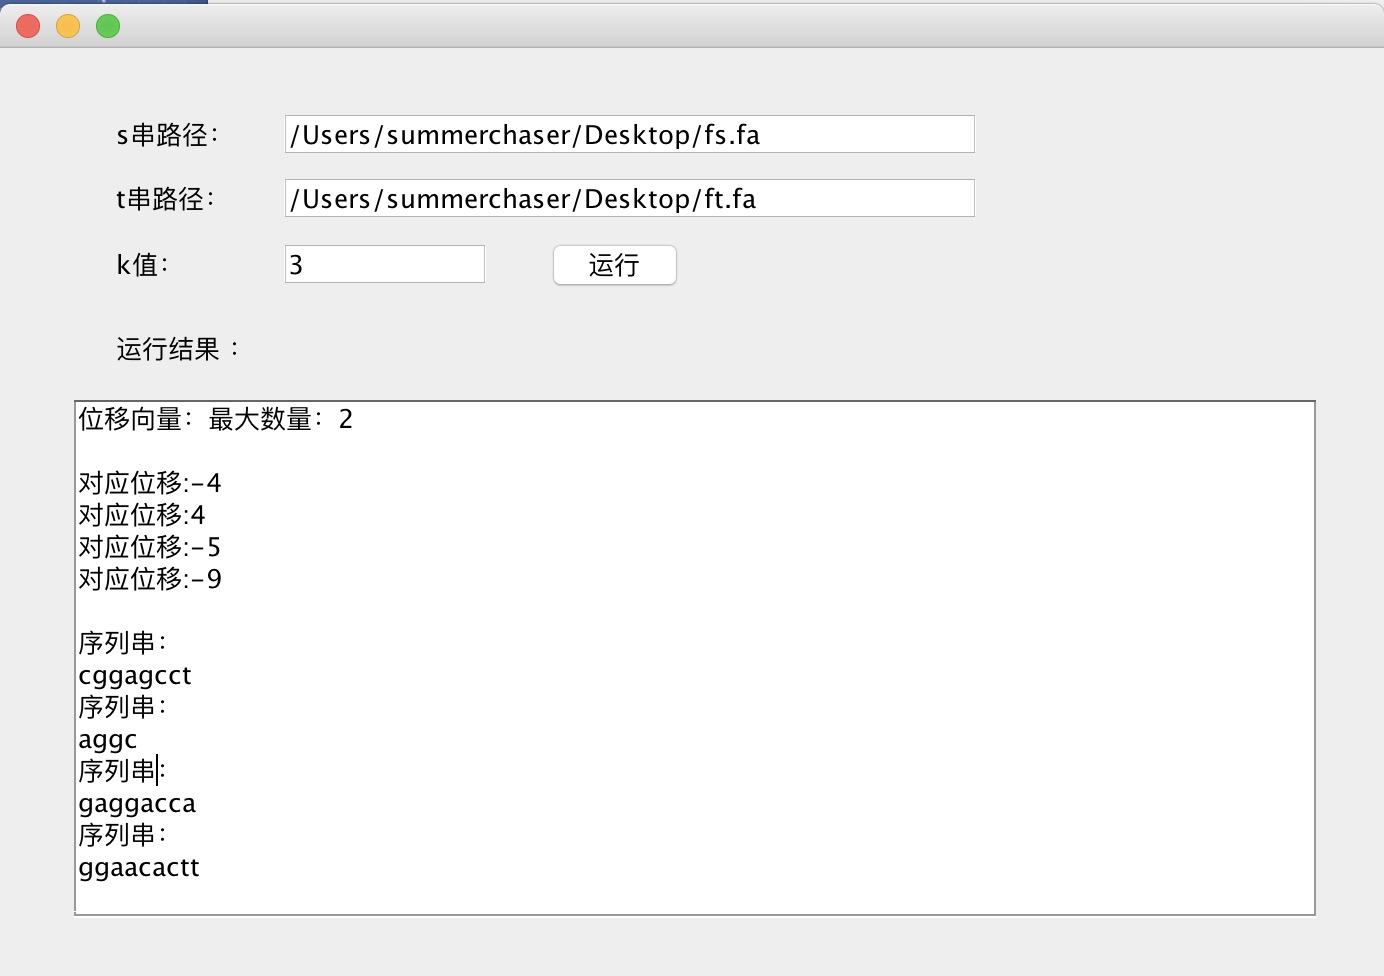 s串路径：
/Users/summerchaser/Desktop/fs.fa
t串路径：
/Users/summerchaser/Desktop/ft.fa
k值：
3
运行
运行结果 ：
位移向量：最大数量：2
对应位移:-4
对应位移:4
对应位移:-5
对应位移:-9
序列串：
cggagcct
序列串：
aggc
序列串：
gaggacca
序列串：
ggaacactt